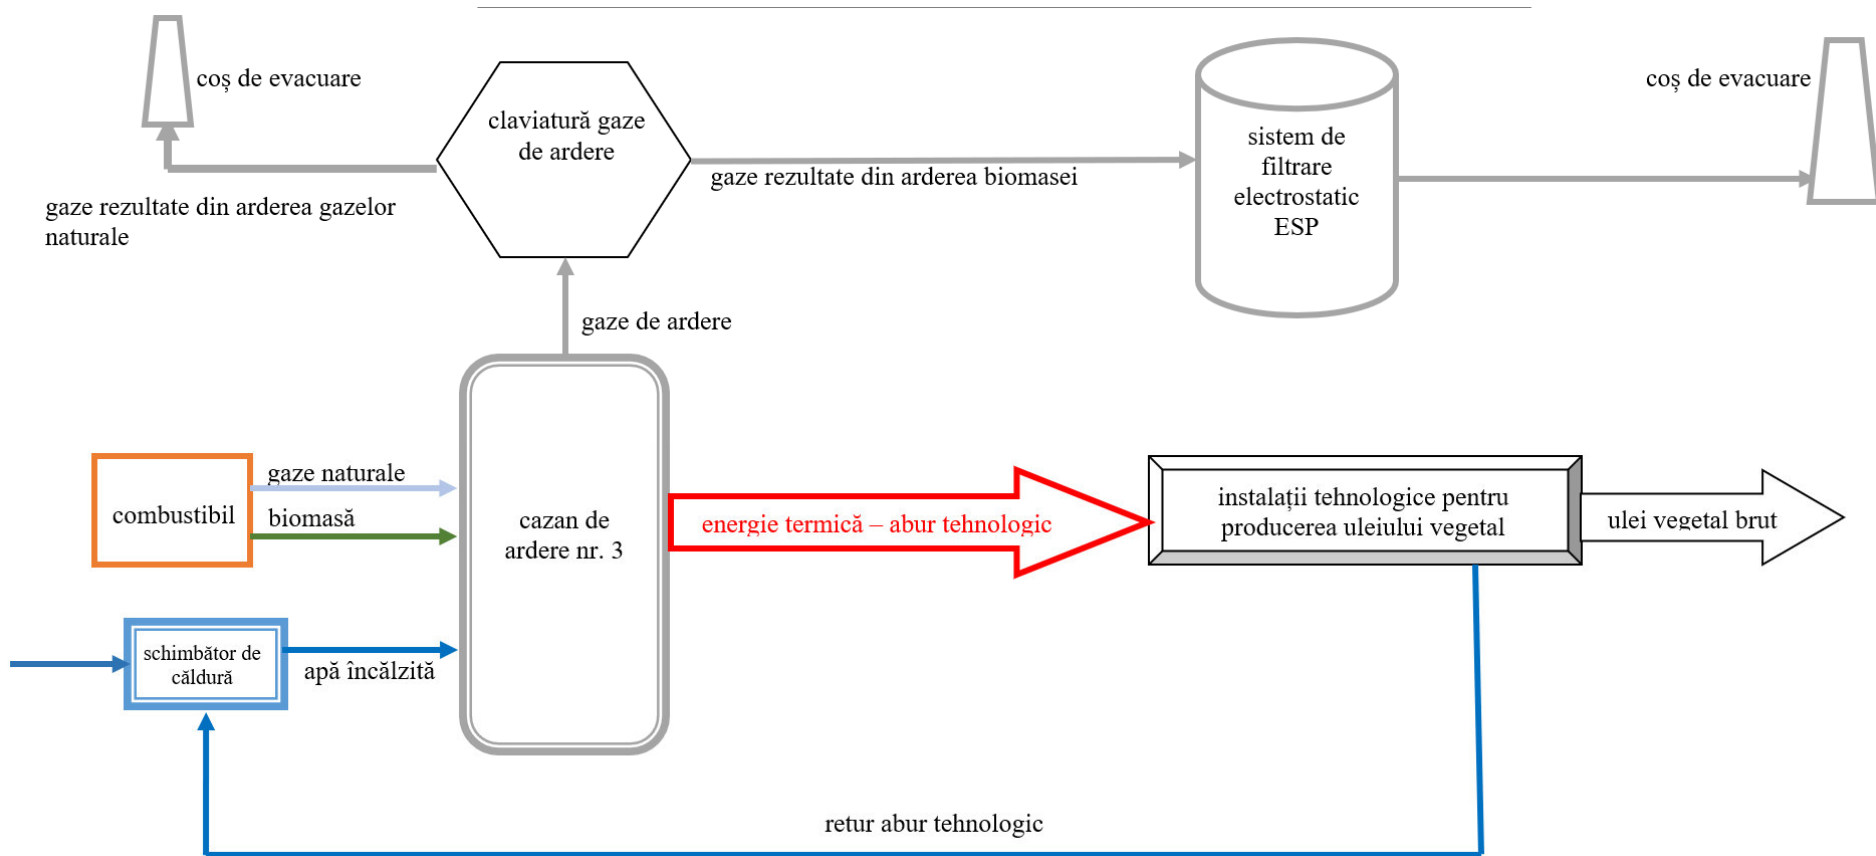 coș de evacuare
claviatură gaze
de ardere
sistem de
filtrare
electrostatic
ESP
coș de evacuare
gaze rezultate din arderea biomasei
gaze rezultate din arderea gazelor
naturale
gaze de ardere
combustibil
gaze naturale
biomasă
cazan de
ardere nr. 3
energie termică – abur tehnologic
instalații tehnologice pentru
producerea uleiului vegetal
ulei vegetal brut
schimbător de
căldură
apă încălzită
retur abur tehnologic